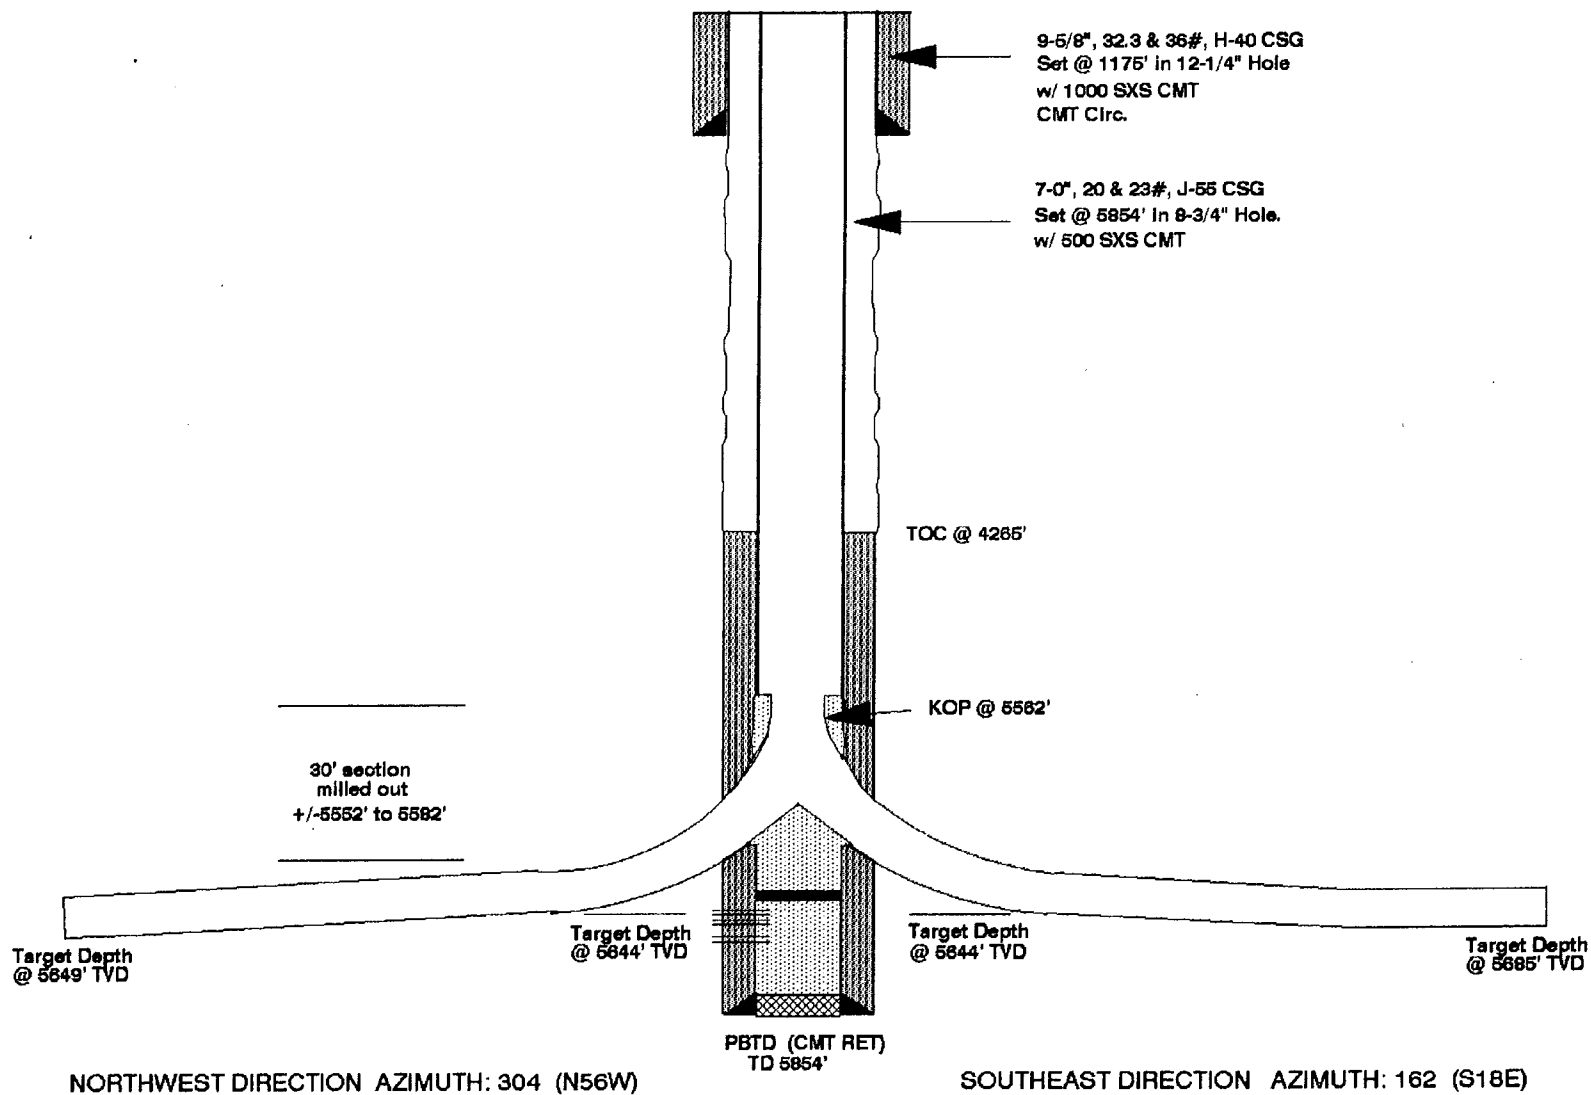 9-5/8", 32.3 & 36#, H-40 CSG
Set @ 1175' in 12-1/4" Hole
w/ 1000 SXS CMT
CMT Circ.
7-0", 20 & 23#, J-55 CSG
Set @ 5854' in 8-3/4" Hole.
w/ 500 SXS CMT
TOC @ 4265'
KOP @ 5562'
30' section
milled out
+/-5552' to 5582'
Target Depth
@ 5649' TVD
Target Depth
@ 5644' TVD
Target Depth
@ 5644' TVD
Target Depth
@ 5685' TVD
PBTD (CMT RET)
TD 5854'
NORTHWEST DIRECTION AZIMUTH: 304 (N56W)
SOUTHEAST DIRECTION AZIMUTH: 162 (S18E)